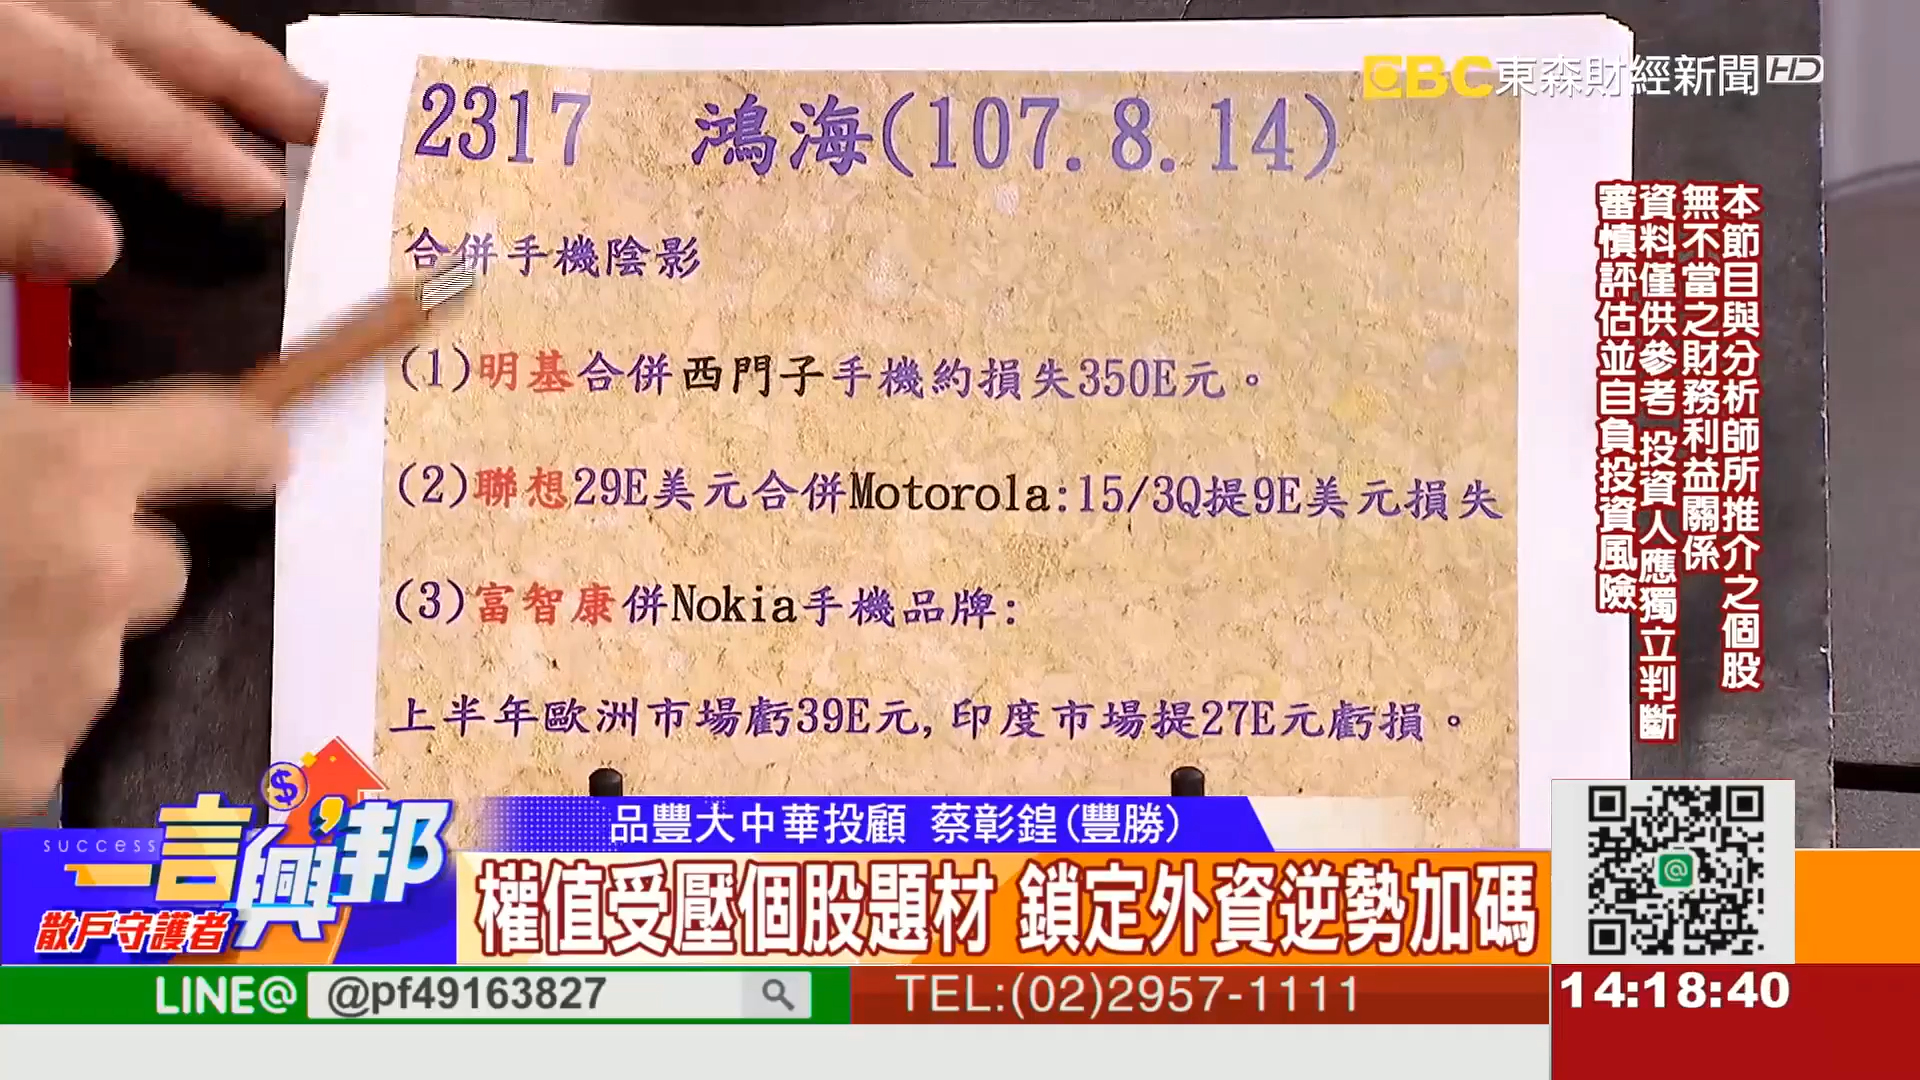 2317 鴻海(107.8.14)
合併手機陰影
(1)明基合併西門子手機約損失350E元。
(2)聯想29E美元合併Motorola:15/3Q提9E美元損失
(3)富智康併Nokia手機品牌:
上半年歐洲市場虧39E元,印度市場提27E元虧損。
EBC東森財經新聞HD
本節目與分析師所推介之個股
無不當之財務利益關係
資料僅供參考 投資人應獨立判斷
審慎評估並自負投資風險
success
一言興邦
散戶守護者
品豐大中華投顧 蔡彰鍠(豐勝)
權值受壓個股題材 鎖定外資逆勢加碼
LINE@ @pf49163827
TEL:(02)2957-1111
14:18:40